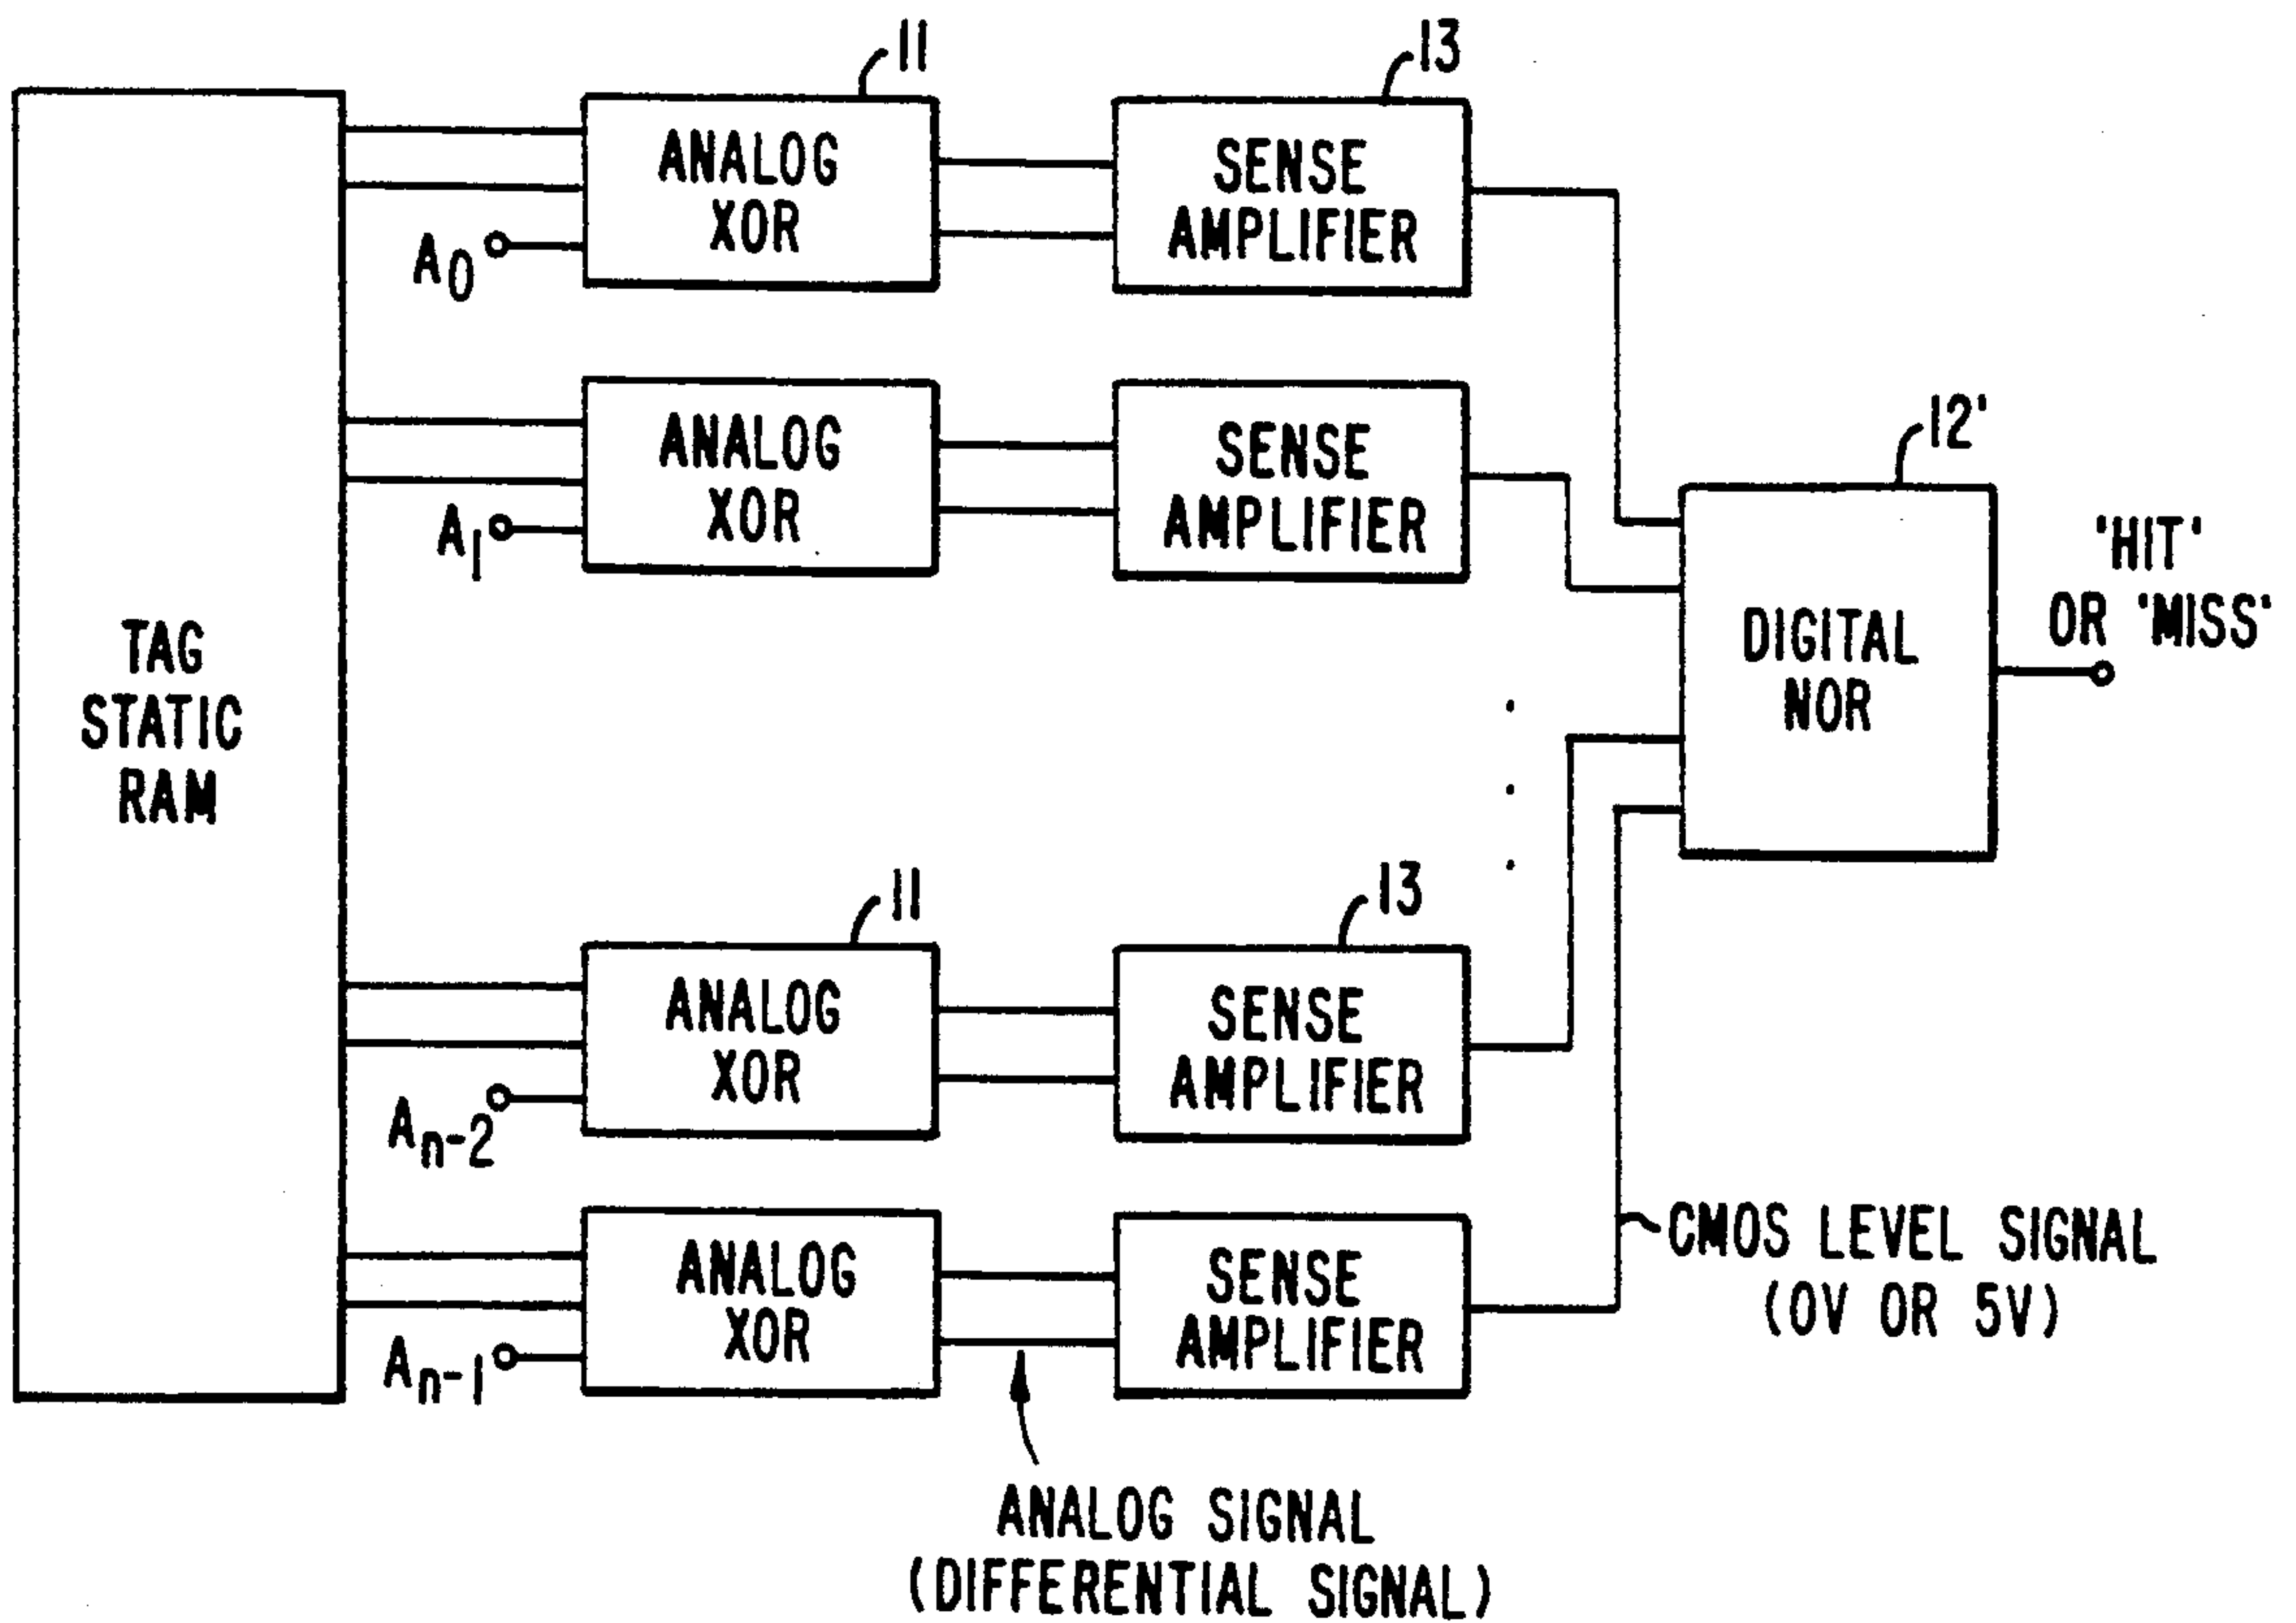 11
13
ANALOG
XOR
SENSE
AMPLIFIER
A0
ANALOG
XOR
SENSE
AMPLIFIER
A1
12'
'HIT'
OR 'MISS'
DIGITAL
NOR
TAG
STATIC
RAM
11
13
ANALOG
XOR
SENSE
AMPLIFIER
An-2
ANALOG
XOR
SENSE
AMPLIFIER
An-1
CMOS LEVEL SIGNAL
(0V OR 5V)
ANALOG SIGNAL
(DIFFERENTIAL SIGNAL)